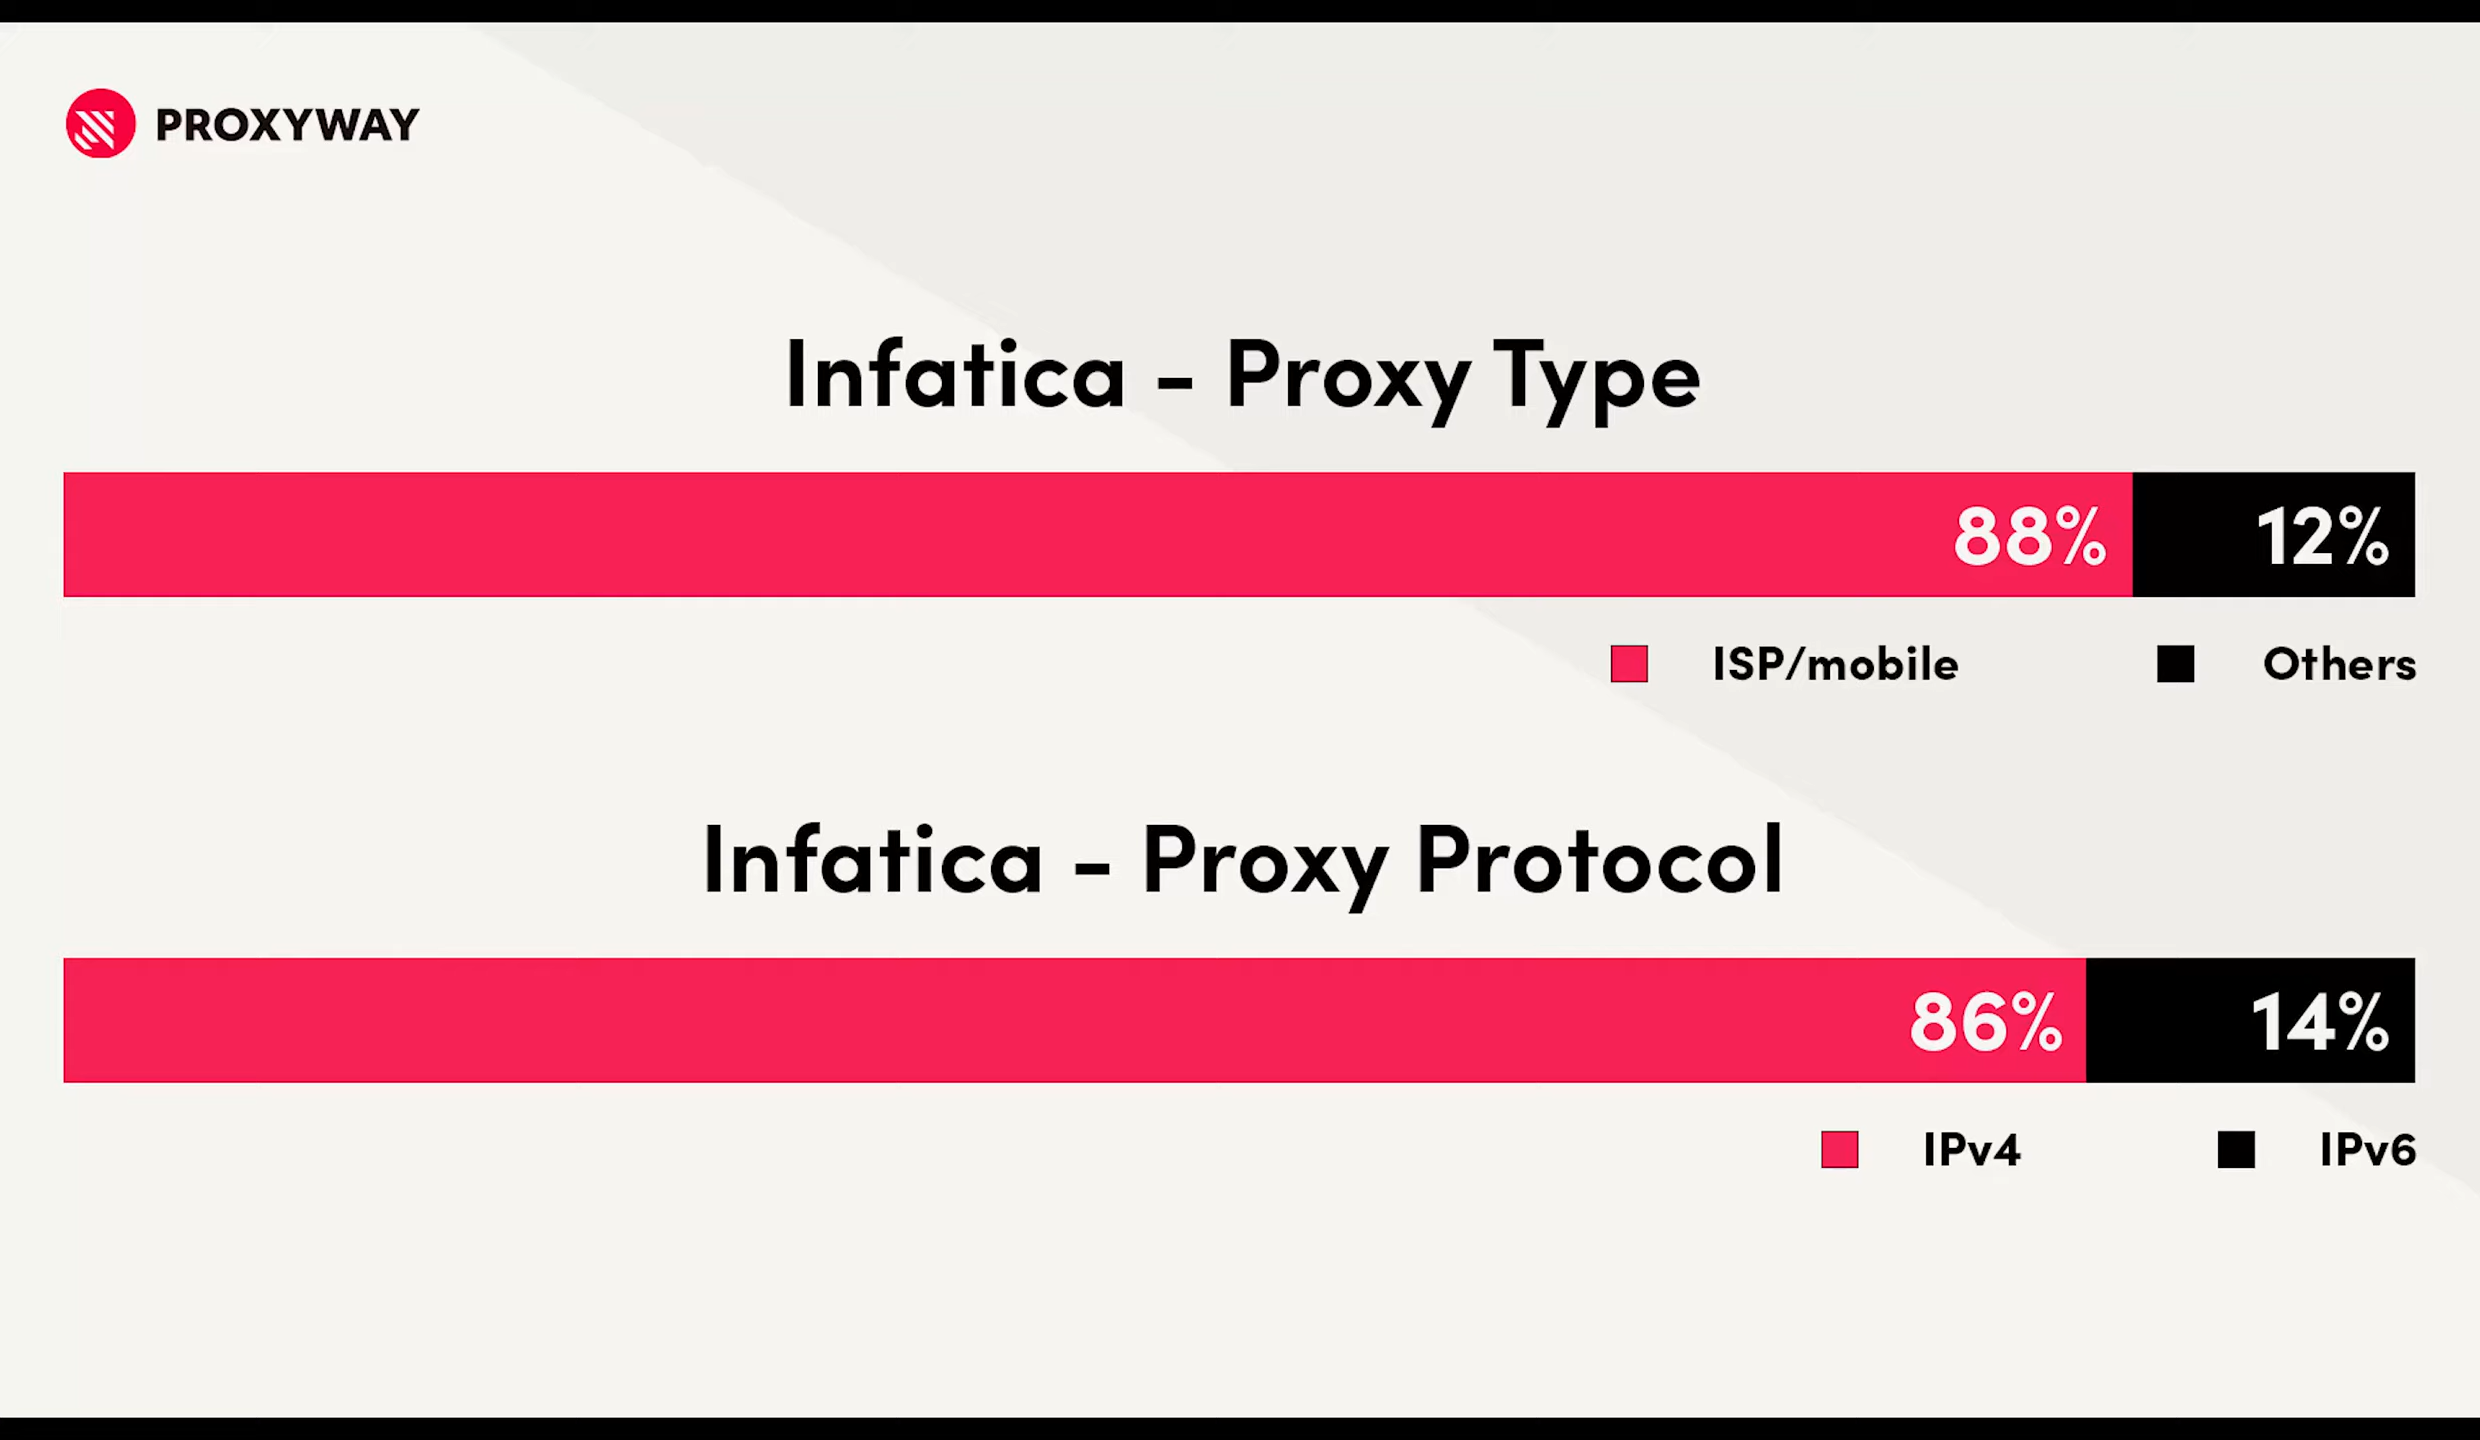 PROXYWAY
Infatica - Proxy Type
88% 12%
ISP/mobile Others
Infatica - Proxy Protocol
86% 14%
IPv4 IPv6